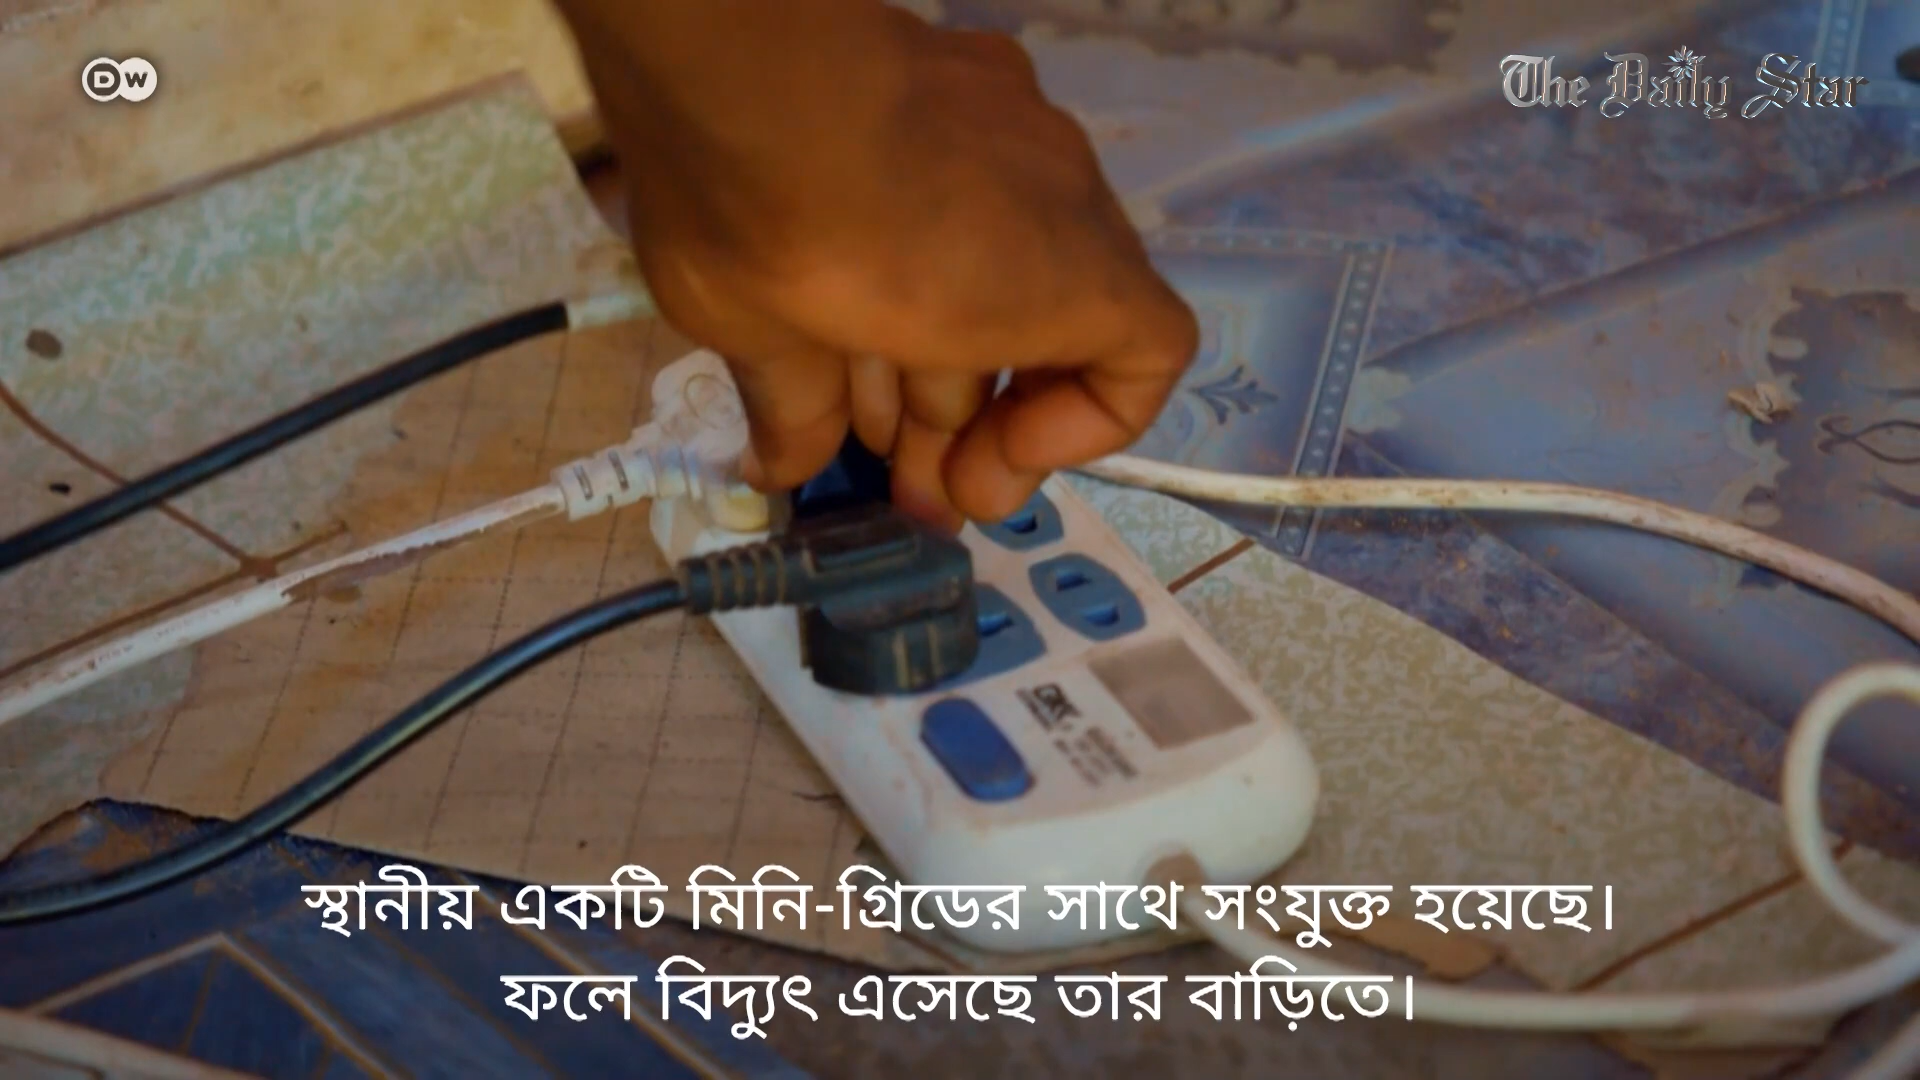 DW
The Daily Star
স্থানীয় একটি মিনি-গ্রিডের সাথে সংযুক্ত হয়েছে।
ফলে বিদ্যুৎ এসেছে তার বাড়িতে।